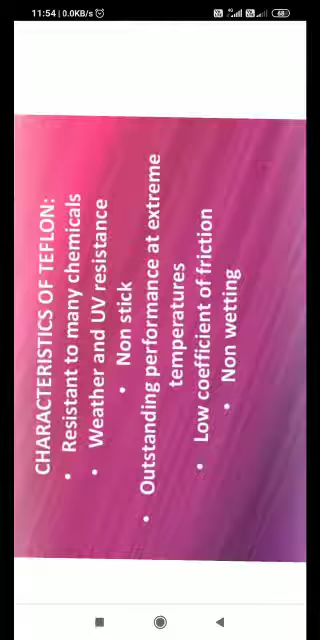 11:54 | 0.0KB/s
68
CHARACTERISTICS OF TEFLON:
• Resistant to many chemicals
• Weather and UV resistance
• Non stick
• Outstanding performance at extreme
temperatures
• Low coefficient of friction
• Non wetting